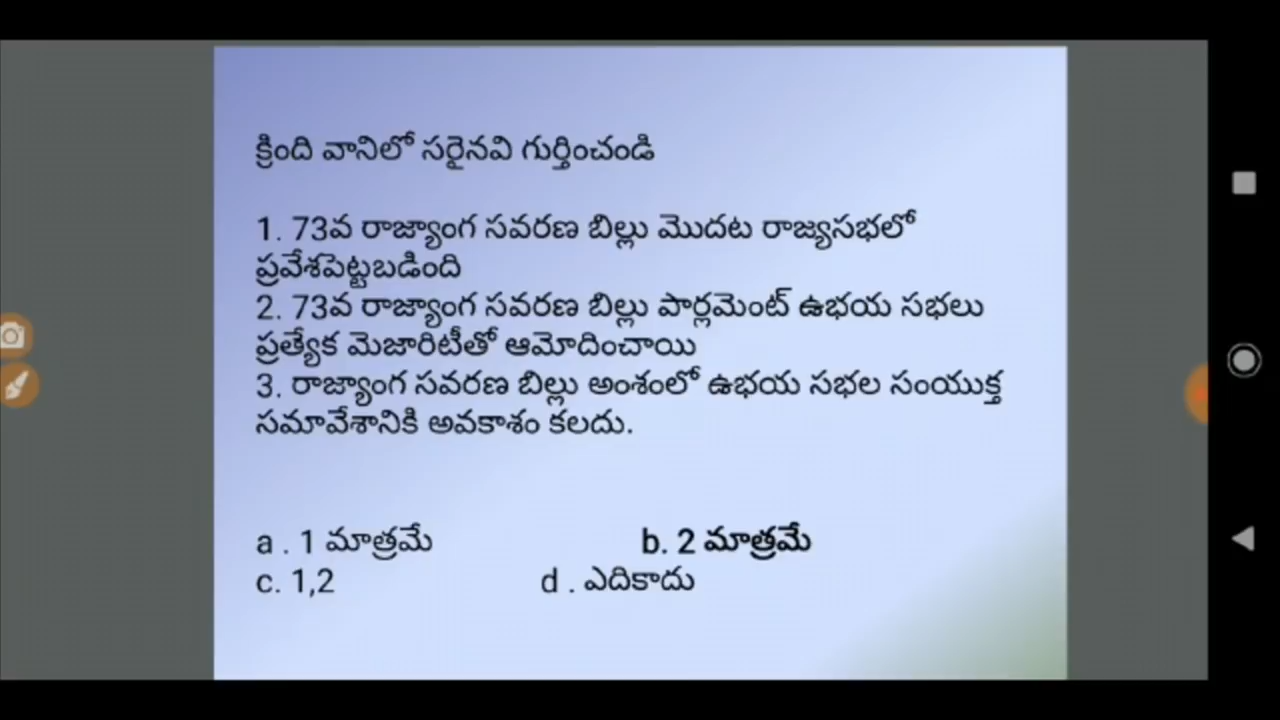 క్రింది వానిలో సరైనవి గుర్తించండి
1. 73వ రాజ్యాంగ సవరణ బిల్లు మొదట రాజ్యసభలో
ప్రవేశపెట్టబడింది
2. 73వ రాజ్యాంగ సవరణ బిల్లు పార్లమెంట్ ఉభయ సభలు
ప్రత్యేక మెజారిటీతో ఆమోదించాయి
3. రాజ్యాంగ సవరణ బిల్లు అంశంలో ఉభయ సభల సంయుక్త
సమావేశానికి అవకాశం కలదు.
a . 1 మాత్రమే b. 2 మాత్రమే
c. 1,2 d . ఎదికాదు